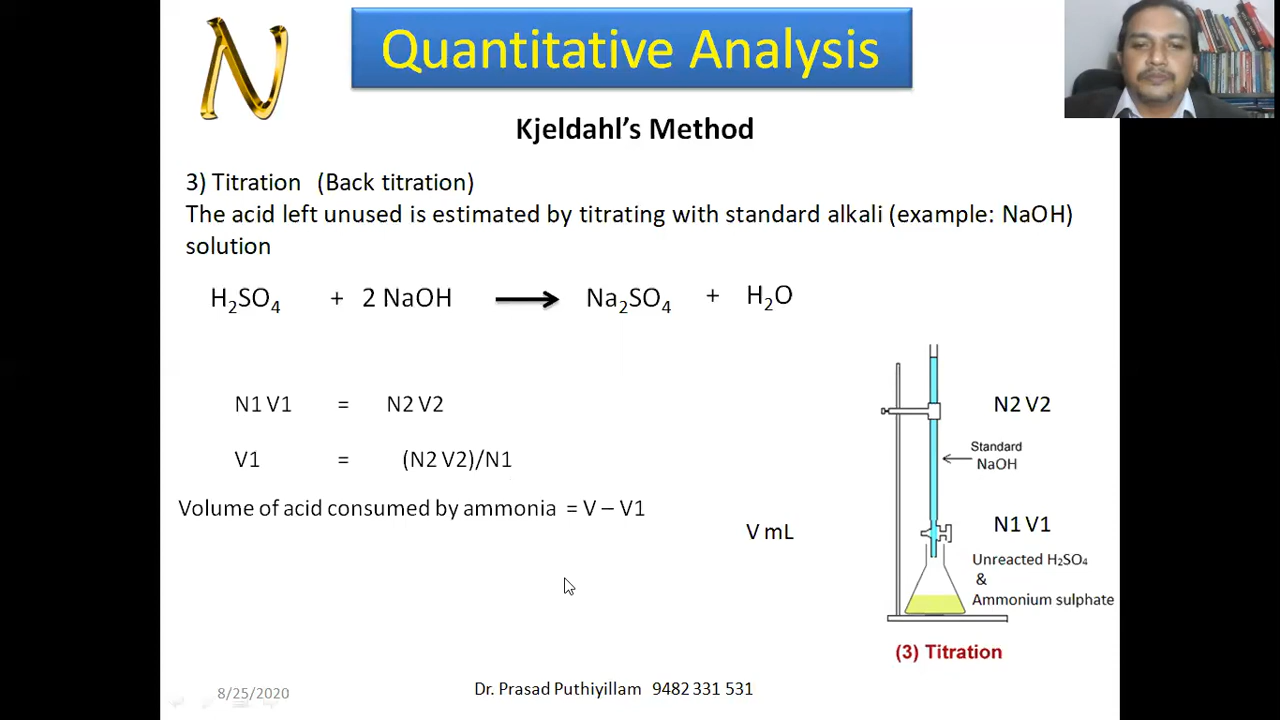 N
Quantitative Analysis
Kjeldahl's Method
3) Titration (Back titration)
The acid left unused is estimated by titrating with standard alkali (example: NaOH)
solution
H₂SO₄ + 2 NaOH → Na₂SO₄ + H₂O
N1 V1 = N2 V2
V1 = (N2 V2)/N1
Volume of acid consumed by ammonia = V – V1
V mL
N2 V2
Standard
NaOH
N1 V1
Unreacted H₂SO₄
&
Ammonium sulphate
(3) Titration
8/25/2020
Dr. Prasad Puthiyillam 9482 331 531